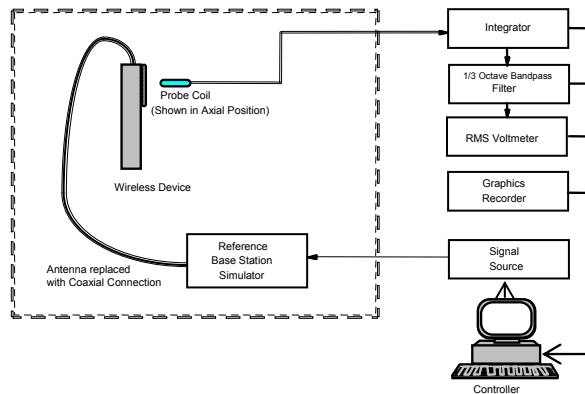 Integrator
1/3 Octave Bandpass
Filter
RMS Voltmeter
Graphics
Recorder
Probe Coil
(Shown in Axial Position)
Wireless Device
Reference
Base Station
Simulator
Antenna replaced
with Coaxial Connection
Signal
Source
Controller